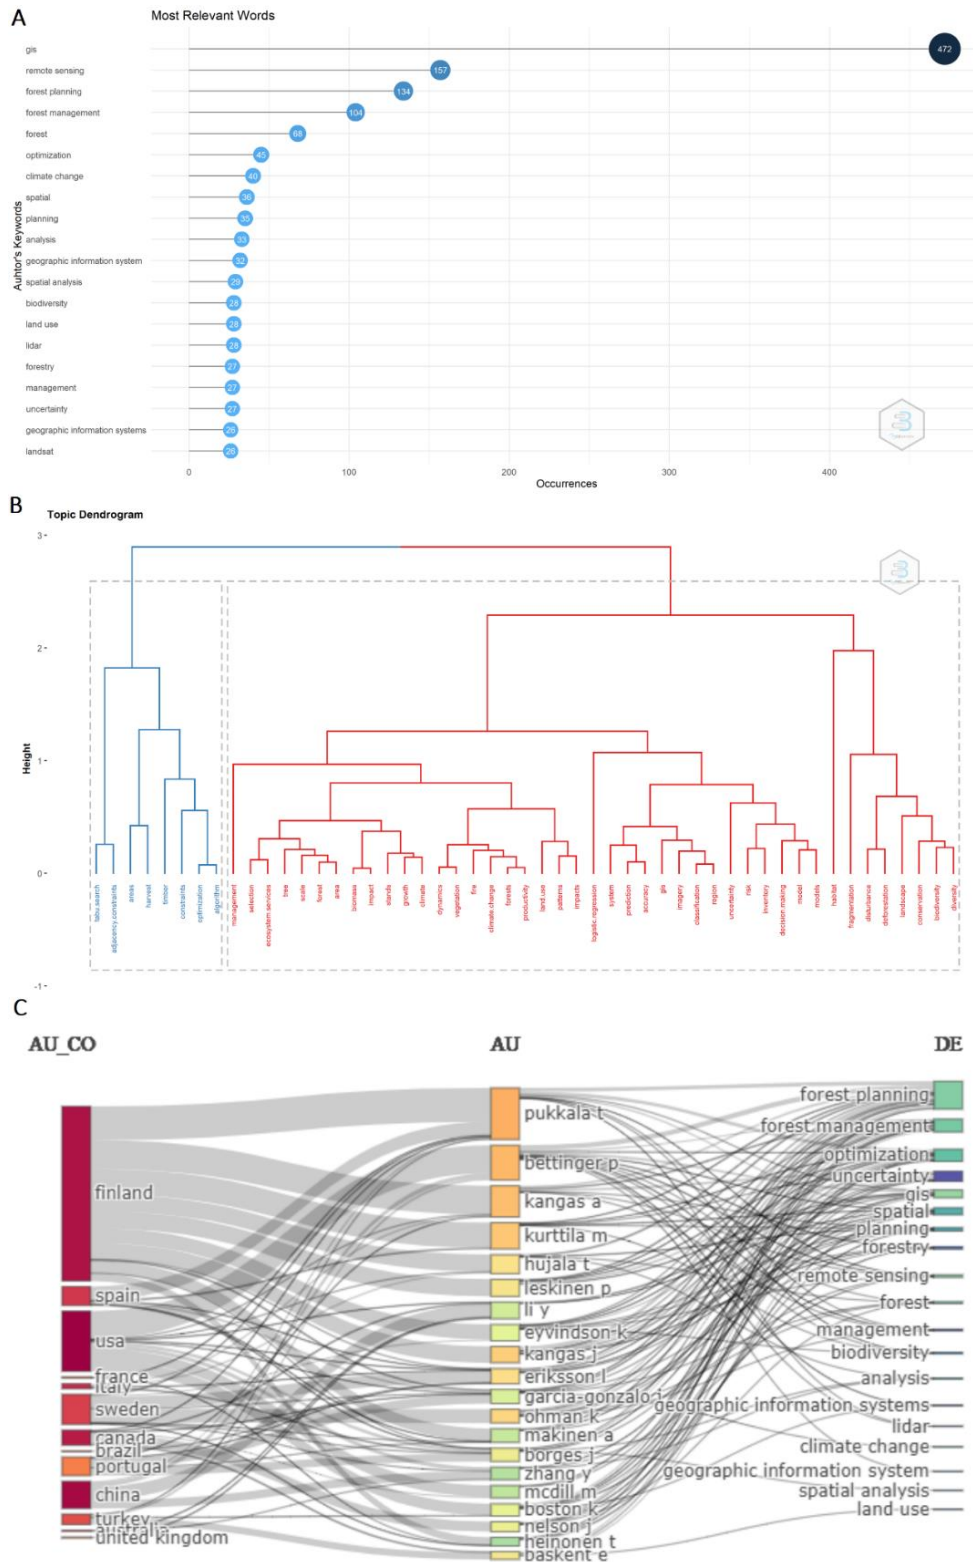 A
Most Relevant Words
Auhtor's Keywords
gis
472
remote sensing
157
forest planning
134
forest management
104
forest
68
optimization
45
climate change
40
spatial
36
planning
35
analysis
33
geographic information system
32
spatial analysis
29
biodiversity
28
land use
28
lidar
28
forestry
27
management
27
uncertainty
27
geographic information systems
26
landsat
26
0 100 200 300 400
Occurrences
B
Topic Dendrogram
Height
3
2
1
0
-1
tabu.search
adjacency.constraints
areas
harvest
timber
constraints
optimization
algorithm
management
selection
ecosystem.services
tree
scale
forest
area
biomass
impact
stands
growth
climate
dynamics
vegetation
fire
climate.change
forests
productivity
land.use
patterns
impacts
logistic.regression
system
prediction
accuracy
gis
imagery
classification
region
uncertainty
risk
inventory
decision.making
model
models
habitat
fragmentation
disturbance
deforestation
landscape
conservation
biodiversity
diversity
C
AU_CO
AU
DE
finland
spain
usa
france
italy
sweden
canada
brazil
portugal
china
turkey
australia
united kingdom
pukkala t
bettinger p
kangas a
kurttila m
hujala t
leskinen p
li y
eyvindson k
kangas j
eriksson l
garcia-gonzalo j
ohman k
makinen a
borges j
zhang y
mcdill m
boston k
nelson j
heinonen t
baskent e
forest planning
forest management
optimization
uncertainty
gis
spatial
planning
forestry
remote sensing
forest
management
biodiversity
analysis
geographic information systems
lidar
climate change
geographic information system
spatial analysis
land use